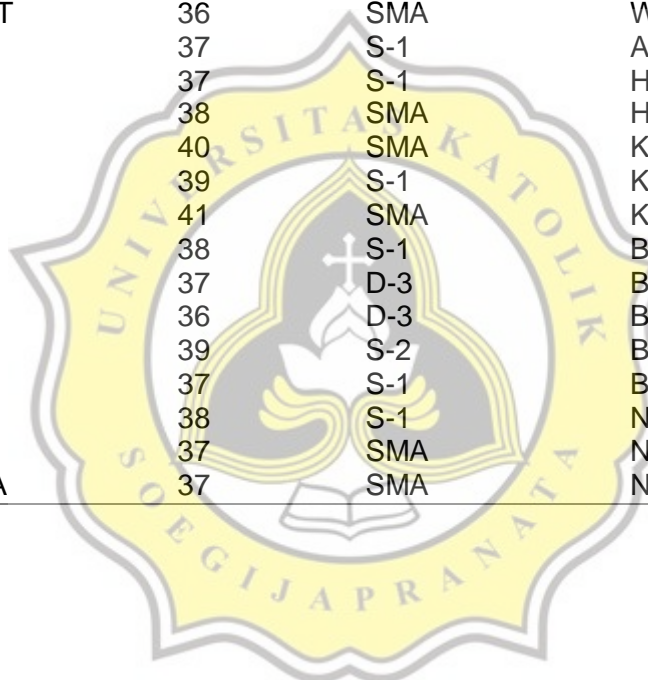 T 36 SMA W
37 S-1 A
37 S-1 H
38 SMA H
40 SMA K
39 S-1 K
41 SMA K
38 S-1 B
37 D-3 B
36 D-3 B
39 S-2 B
37 S-1 B
38 S-1 N
37 SMA N
A 37 SMA N
UNIVERSITAS KATOLIK
SOEGIJAPRANATA